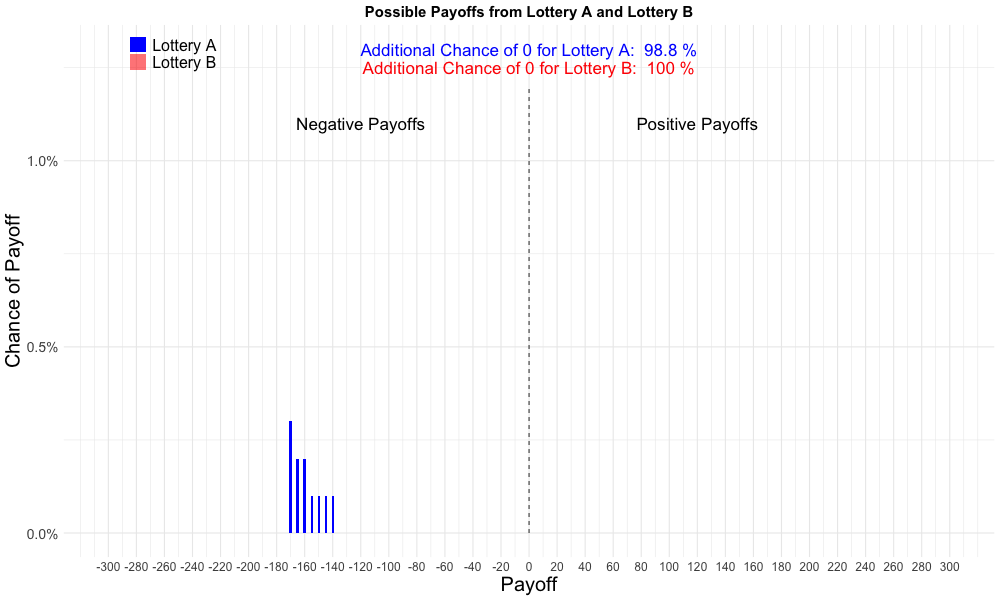 Possible Payoffs from Lottery A and Lottery B
Lottery A
Lottery B
Additional Chance of 0 for Lottery A: 98.8 %
Additional Chance of 0 for Lottery B: 100 %
Negative Payoffs
Positive Payoffs
Chance of Payoff
1.0%
0.5%
0.0%
-300 -280 -260 -240 -220 -200 -180 -160 -140 -120 -100 -80 -60 -40 -20 0 20 40 60 80 100 120 140 160 180 200 220 240 260 280 300
Payoff